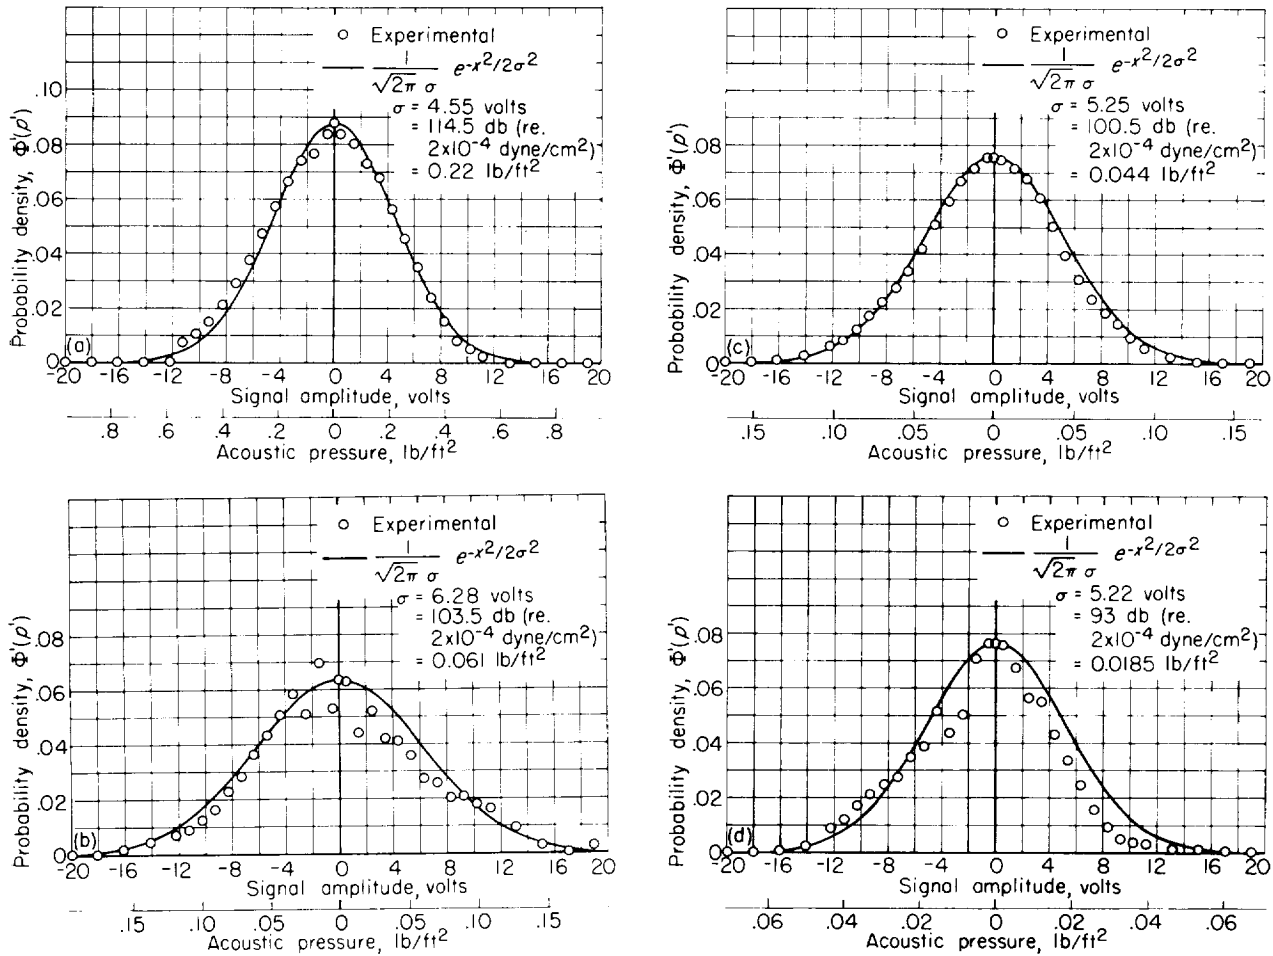 Experimental
1/√2π σ e-x²/2σ²
σ = 4.55 volts
= 114.5 db (re.
2x10-4 dyne/cm²)
= 0.22 lb/ft²
Probability density, Φ'(ρ')
.10
.08
.06
.04
.02
0
(a)
-20 -16 -12 -8 -4 0 4 8 12 16 20
Signal amplitude, volts
.8 .6 .4 .2 0 .2 .4 .6 .8
Acoustic pressure, lb/ft²
Experimental
1/√2π σ e-x²/2σ²
σ = 5.25 volts
= 100.5 db (re.
2x10-4 dyne/cm²)
= 0.044 lb/ft²
Probability density, Φ'(ρ')
.08
.06
.04
.02
0
(c)
-20 -16 -12 -8 -4 0 4 8 12 16 20
Signal amplitude, volts
.15 .10 .05 0 .05 .10 .15
Acoustic pressure, lb/ft²
Experimental
1/√2π σ e-x²/2σ²
σ = 6.28 volts
= 103.5 db (re.
2x10-4 dyne/cm²)
= 0.061 lb/ft²
Probability density, Φ'(ρ')
.08
.06
.04
.02
0
(b)
-20 -16 -12 -8 -4 0 4 8 12 16 20
Signal amplitude, volts
.15 .10 .05 0 .05 .10 .15
Acoustic pressure, lb/ft²
Experimental
1/√2π σ e-x²/2σ²
σ = 5.22 volts
= 93 db (re.
2x10-4 dyne/cm²)
= 0.0185 lb/ft²
Probability density, Φ'(ρ')
.08
.06
.04
.02
0
(d)
-20 -16 -12 -8 -4 0 4 8 12 16 20
Signal amplitude, volts
.06 .04 .02 0 .02 .04 .06
Acoustic pressure, lb/ft²